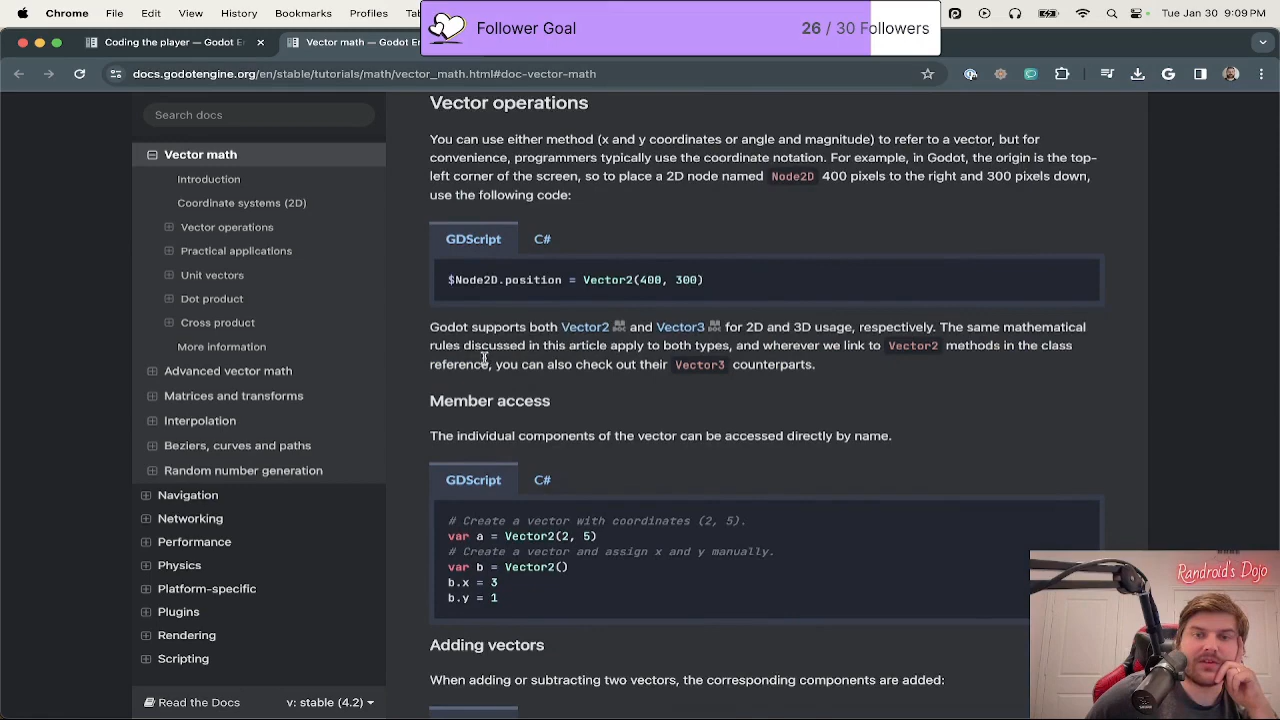 Chrome
Tue Jan 30 9:09 PM
Follower Goal
26 / 30 Followers
Coding the player — Godot E
Vector math — Godot E
docs.godotengine.org/en/stable/tutorials/math/vector_math.html#doc-vector-math
Search docs
Vector math
Introduction
Coordinate systems (2D)
Vector operations
Practical applications
Unit vectors
Dot product
Cross product
More information
Advanced vector math
Matrices and transforms
Interpolation
Beziers, curves and paths
Random number generation
Navigation
Networking
Performance
Physics
Platform-specific
Plugins
Rendering
Scripting
Read the Docs
v: stable (4.2)
Vector operations
You can use either method (x and y coordinates or angle and magnitude) to refer to a vector, but for
convenience, programmers typically use the coordinate notation. For example, in Godot, the origin is the top-
left corner of the screen, so to place a 2D node named Node2D 400 pixels to the right and 300 pixels down,
use the following code:
GDScript C#
$Node2D.position = Vector2(400, 300)
Godot supports both Vector2 and Vector3 for 2D and 3D usage, respectively. The same mathematical
rules discussed in this article apply to both types, and wherever we link to Vector2 methods in the class
reference, you can also check out their Vector3 counterparts.
Member access
The individual components of the vector can be accessed directly by name.
GDScript C#
# Create a vector with coordinates (2, 5).
var a = Vector2(2, 5)
# Create a vector and assign x and y manually.
var b = Vector2()
b.x = 3
b.y = 1
Adding vectors
When adding or subtracting two vectors, the corresponding components are added:
Randroid's Dojo